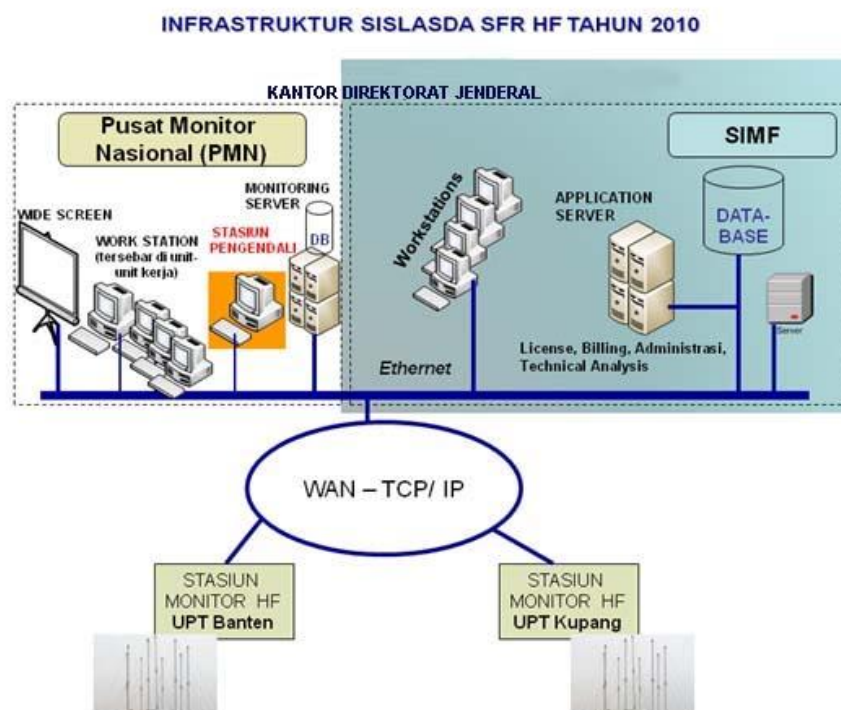 INFRASTRUKTUR SISLASDA SFR HF TAHUN 2010
KANTOR DIREKTORAT JENDERAL
Pusat Monitor
Nasional (PMN)
SIMF
WIDE SCREEN
WORK STATION
(tersebar di unit-
unit kerja)
STASIUN
PENGENDALI
MONITORING
SERVER
DB
Workstations
APPLICATION
SERVER
DATA-
BASE
Server
License, Billing, Administrasi,
Technical Analysis
Ethernet
WAN – TCP/ IP
STASIUN
MONITOR HF
UPT Banten
STASIUN
MONITOR HF
UPT Kupang